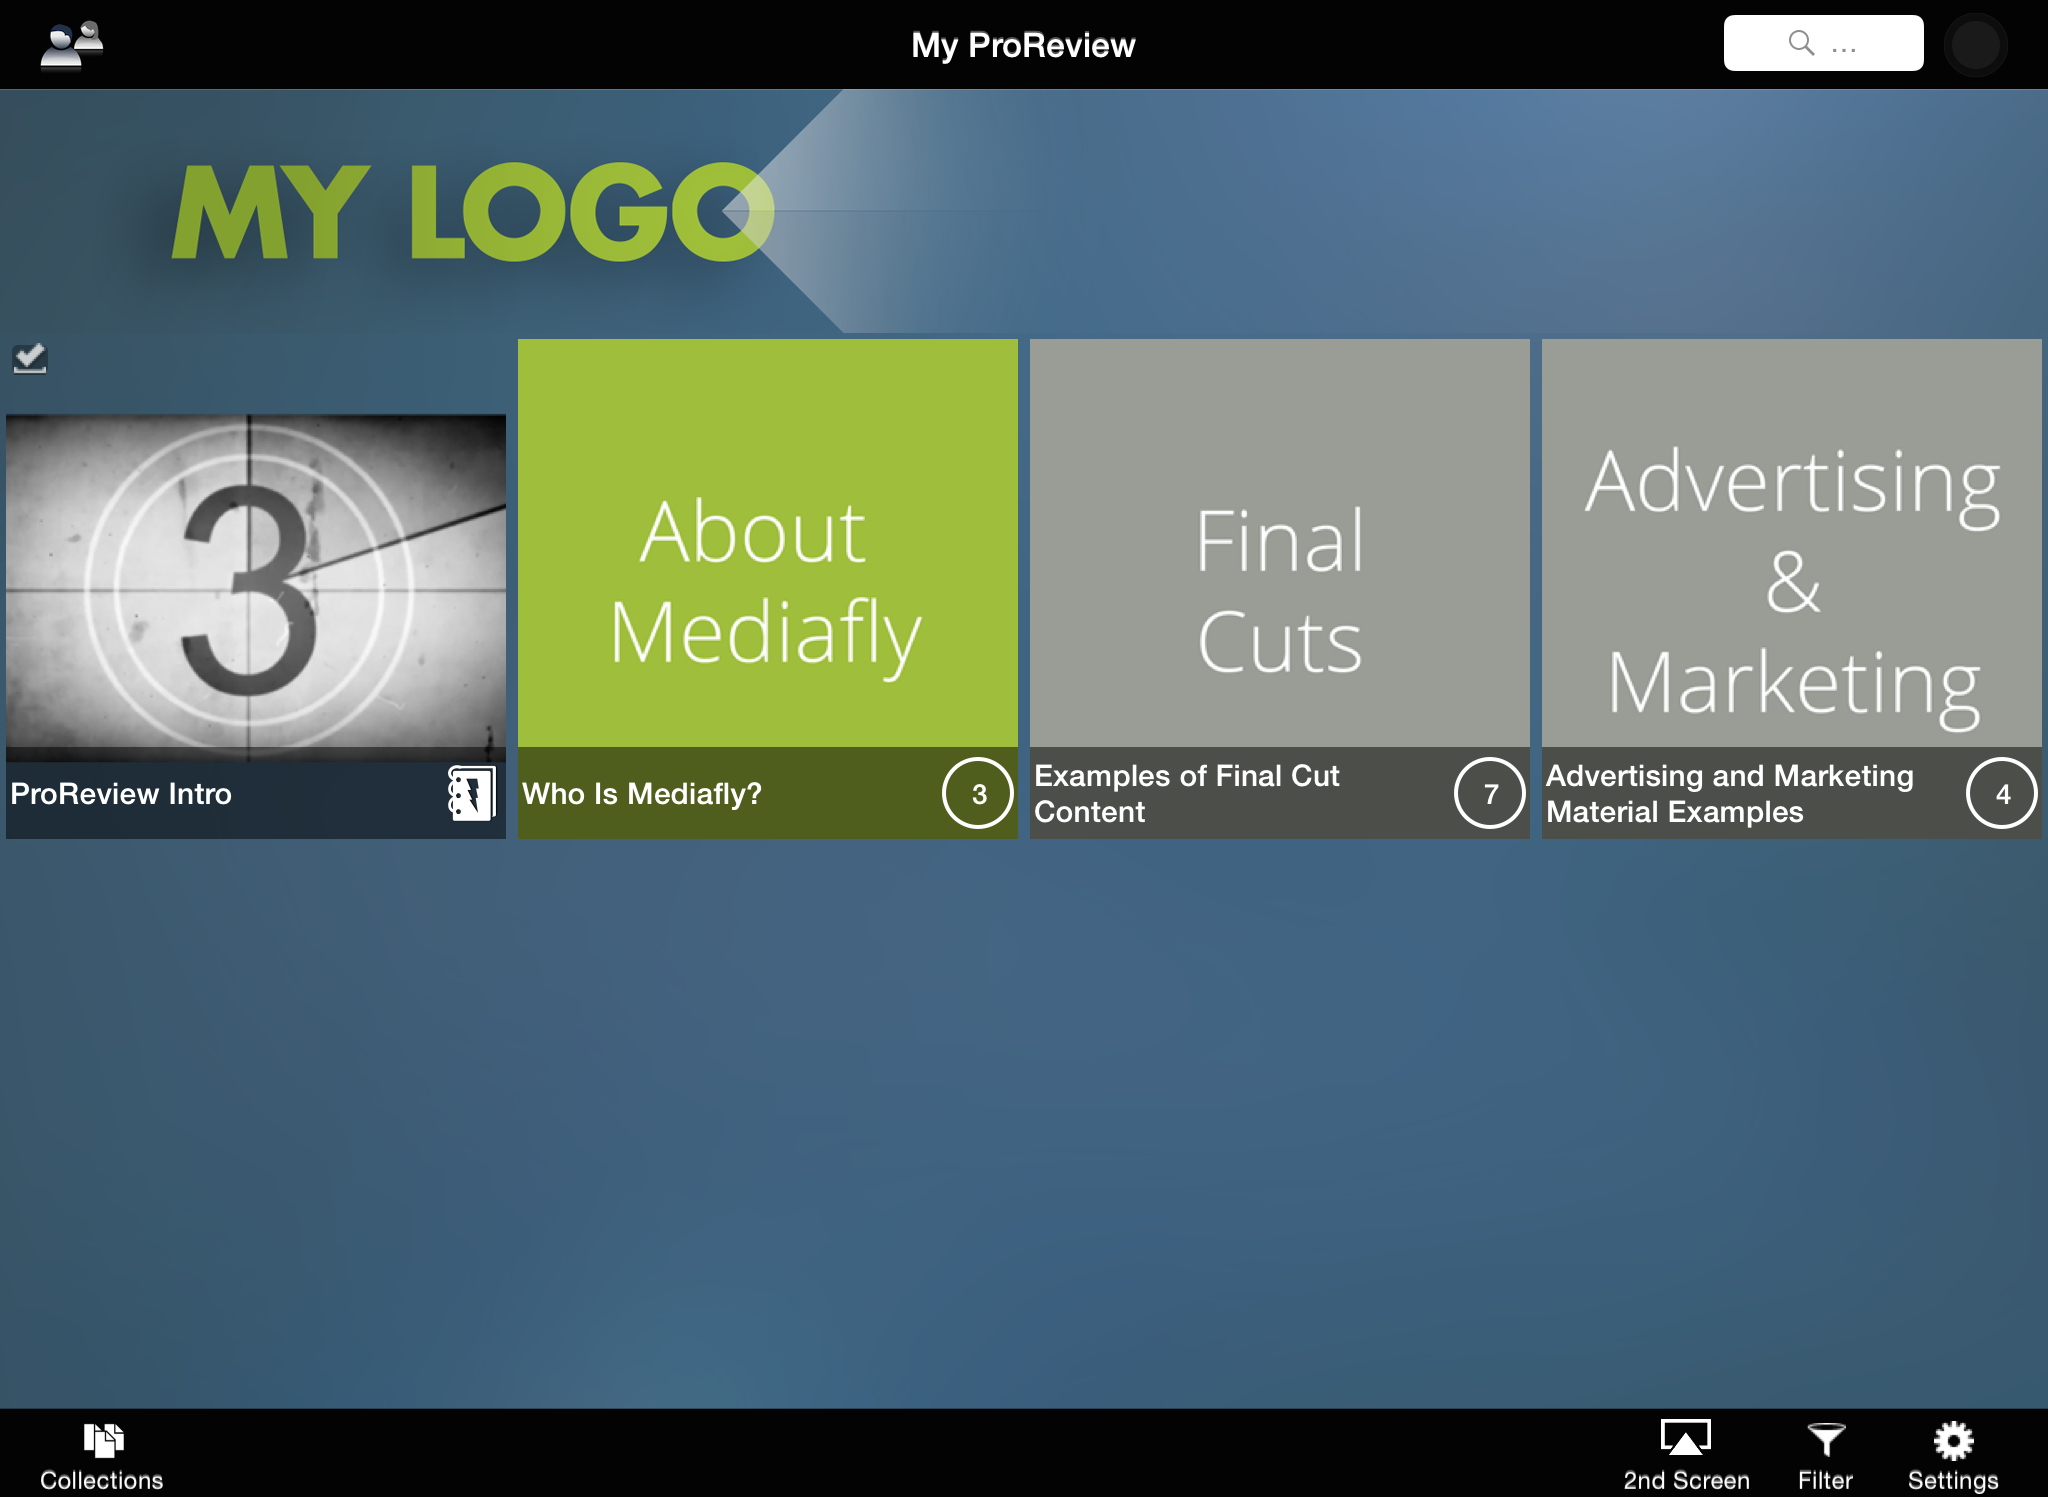 My ProReview
...
MY LOGO
3
About
Mediafly
Final
Cuts
Advertising
&
Marketing
ProReview Intro
Who Is Mediafly?
3
Examples of Final Cut
Content
7
Advertising and Marketing
Material Examples
4
Collections
2nd Screen
Filter
Settings